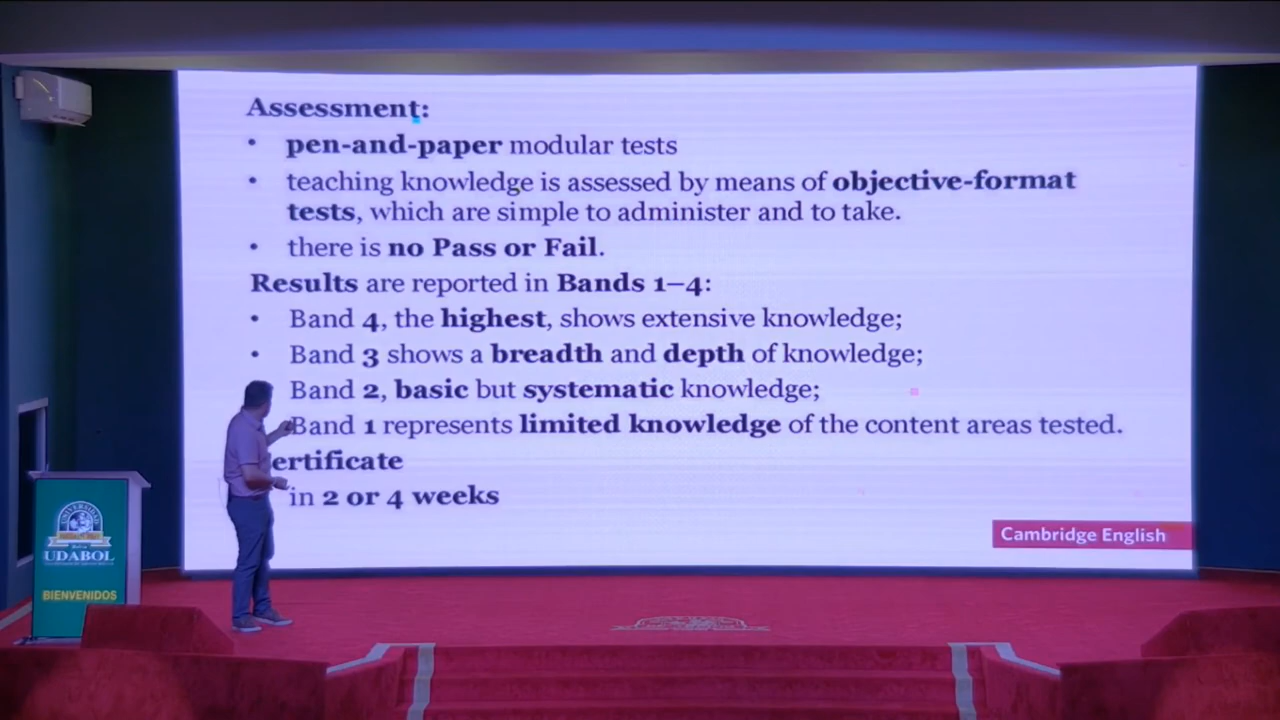 Assessment:
• pen-and-paper modular tests
• teaching knowledge is assessed by means of objective-format
tests, which are simple to administer and to take.
• there is no Pass or Fail.
Results are reported in Bands 1–4:
• Band 4, the highest, shows extensive knowledge;
• Band 3 shows a breadth and depth of knowledge;
Band 2, basic but systematic knowledge;
Band 1 represents limited knowledge of the content areas tested.
ertificate
in 2 or 4 weeks
Cambridge English
UNIVERSIDAD
UDABOL
BIENVENIDOS